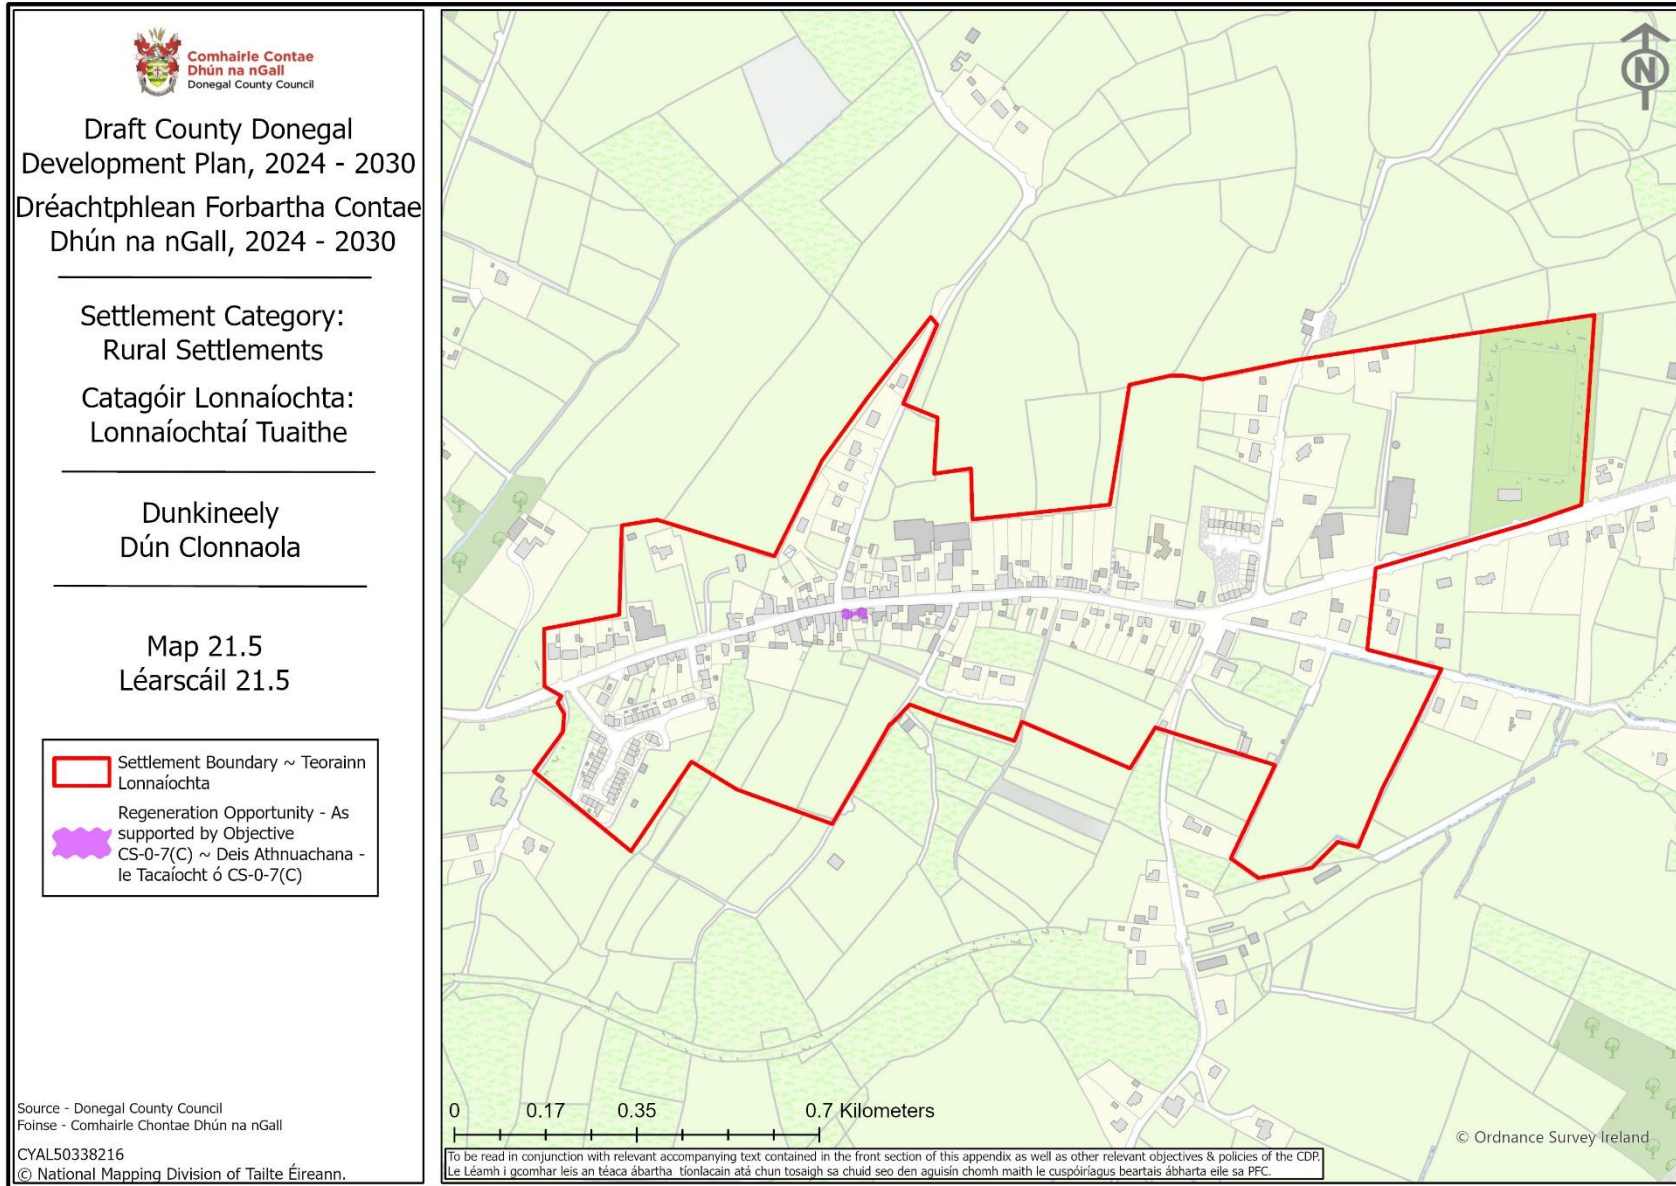 Comhairle Contae
Dhún na nGall
Donegal County Council
Draft County Donegal
Development Plan, 2024 - 2030
Dréachtphlean Forbartha Contae
Dhún na nGall, 2024 - 2030
Settlement Category:
Rural Settlements
Catagóir Lonnaíochta:
Lonnaíochtaí Tuaithe
Dunkineely
Dún Clonnaola
Map 21.5
Léarscáil 21.5
Settlement Boundary ~ Teorainn
Lonnaíochta
Regeneration Opportunity - As
supported by Objective
CS-0-7(C) ~ Deis Athnuachana -
le Tacaíocht ó CS-0-7(C)
Source - Donegal County Council
Foinse - Comhairle Chontae Dhún na nGall
CYAL50338216
© National Mapping Division of Tailte Éireann.
N
0 0.17 0.35 0.7 Kilometers
© Ordnance Survey Ireland
To be read in conjunction with relevant accompanying text contained in the front section of this appendix as well as other relevant objectives & policies of the CDP.
Le Léamh i gcomhar leis an téaca ábartha tíonlacain atá chun tosaigh sa chuid seo den aguisín chomh maith le cuspóiríagus beartais ábharta eile sa PFC.